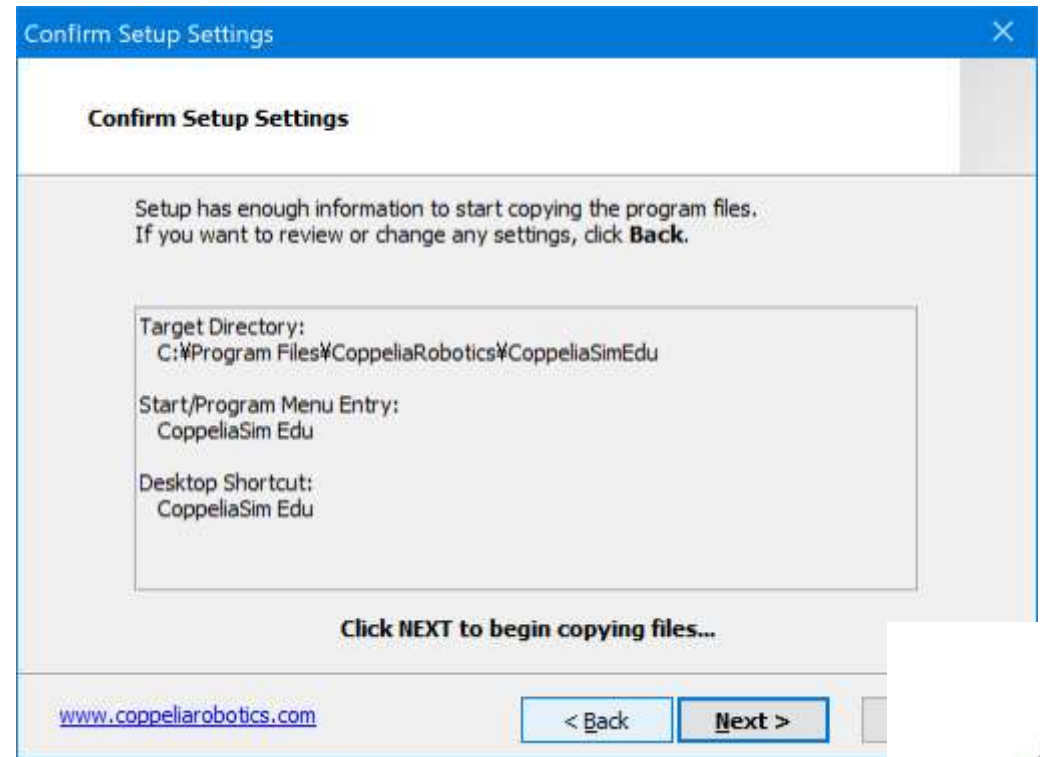 Confirm Setup Settings
Confirm Setup Settings
Setup has enough information to start copying the program files.
If you want to review or change any settings, click Back.
Target Directory:
C:¥Program Files¥CoppeliaRobotics¥CoppeliaSimEdu
Start/Program Menu Entry:
CoppeliaSim Edu
Desktop Shortcut:
CoppeliaSim Edu
Click NEXT to begin copying files...
www.coppeliarobotics.com
< Back
Next >